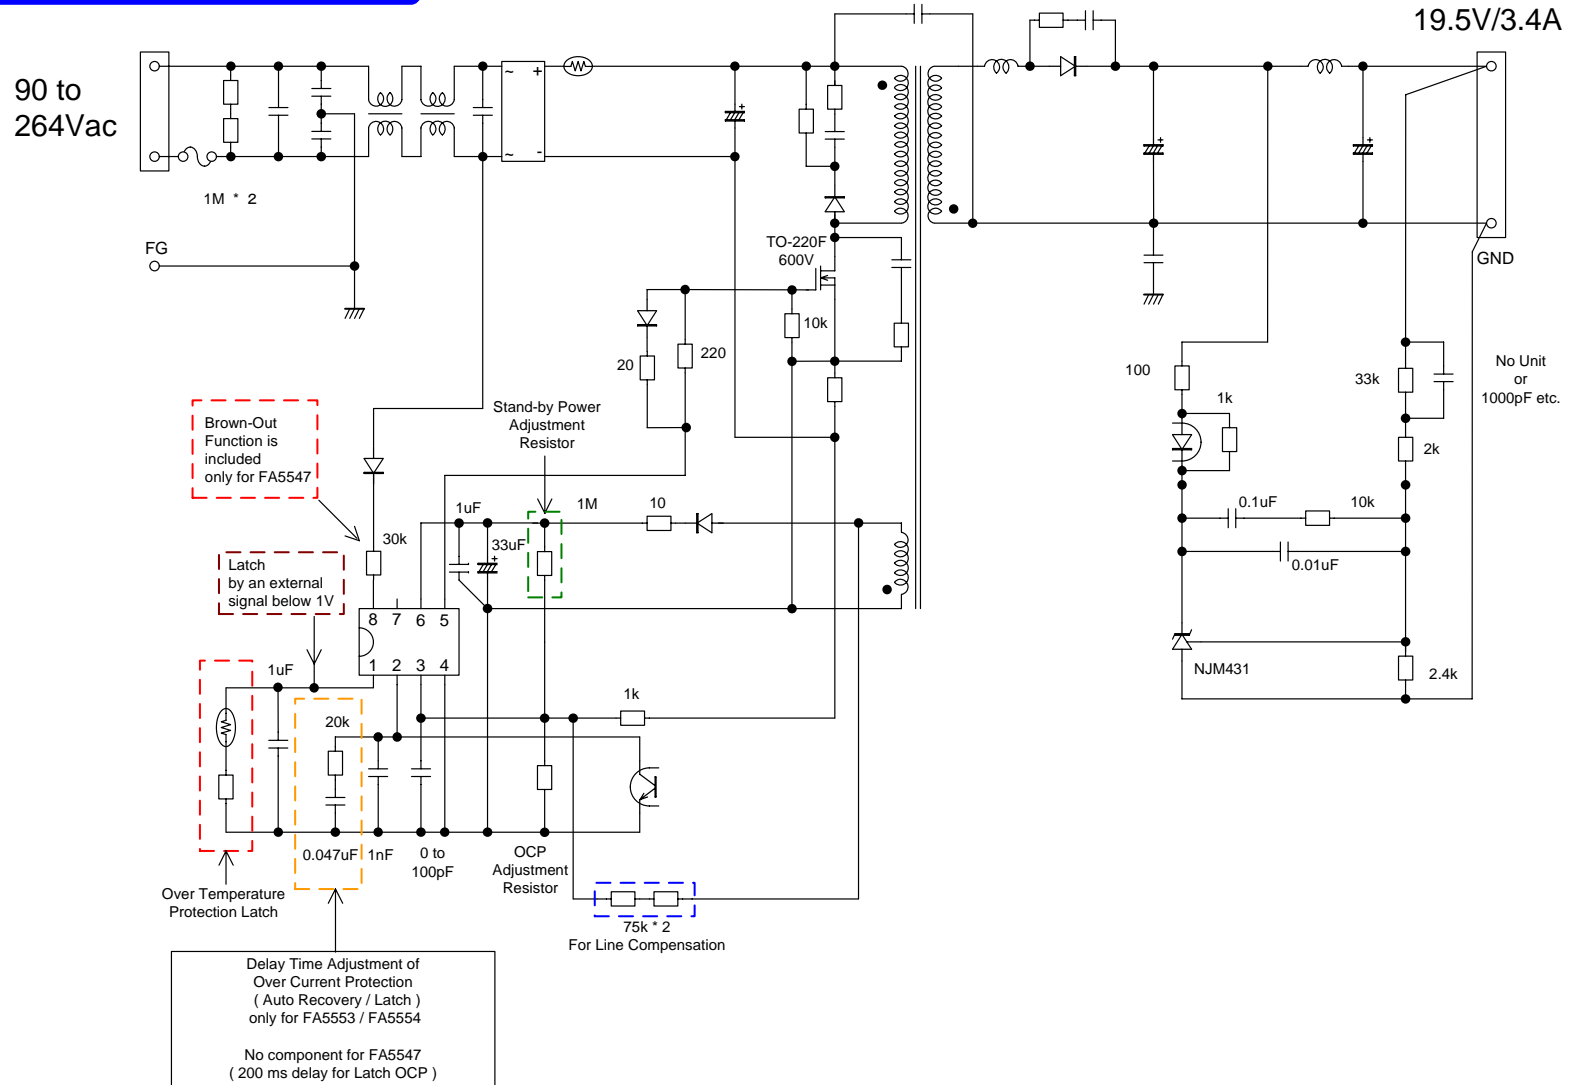 19.5V/3.4A
90 to
264Vac
~
+
~
-
+
+
+
1M * 2
FG
TO-220F
600V
GND
10k
20
220
100
1k
33k
No Unit
or
1000pF etc.
2k
Stand-by Power
Adjustment
Resistor
Brown-Out
Function is
included
only for FA5547
1uF
1M
10
0.1uF
10k
30k
33uF
+
0.01uF
Latch
by an external
signal below 1V
8 7 6 5
1 2 3 4
NJM431
2.4k
1uF
20k
1k
0.047uF
1nF
0 to
100pF
OCP
Adjustment
Resistor
Over Temperature
Protection Latch
75k * 2
For Line Compensation
Delay Time Adjustment of
Over Current Protection
( Auto Recovery / Latch )
only for FA5553 / FA5554
No component for FA5547
( 200 ms delay for Latch OCP )